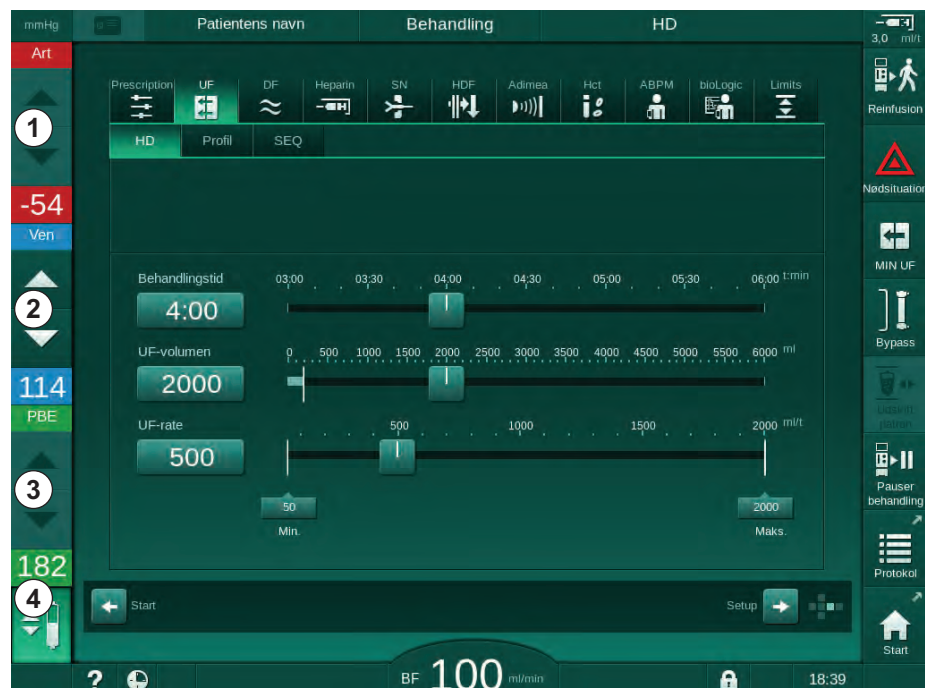 mmHg
Patientens navn
Behandling
HD
3,0 ml/t
Art
1
-54
Ven
2
114
PBE
3
182
4
Prescription
UF
DF
Heparin
SN
HDF
Adimea
Hct
ABPM
bioLogic
Limits
HD
Profil
SEQ
Behandlingstid
4:00
03:00 03:30 04:00 04:30 05:00 05:30 06:00 t:min
UF-volumen
2000
0 500 1000 1500 2000 2500 3000 3500 4000 4500 5000 5500 6000 ml
UF-rate
500
500 1000 1500 2000 ml/t
50
Min.
2000
Maks.
Start
Setup
Reinfusion
Nødsituation
MIN UF
Bypass
patron
Pauser
behandling
Protokol
Start
? BF 100 ml/min
18:39